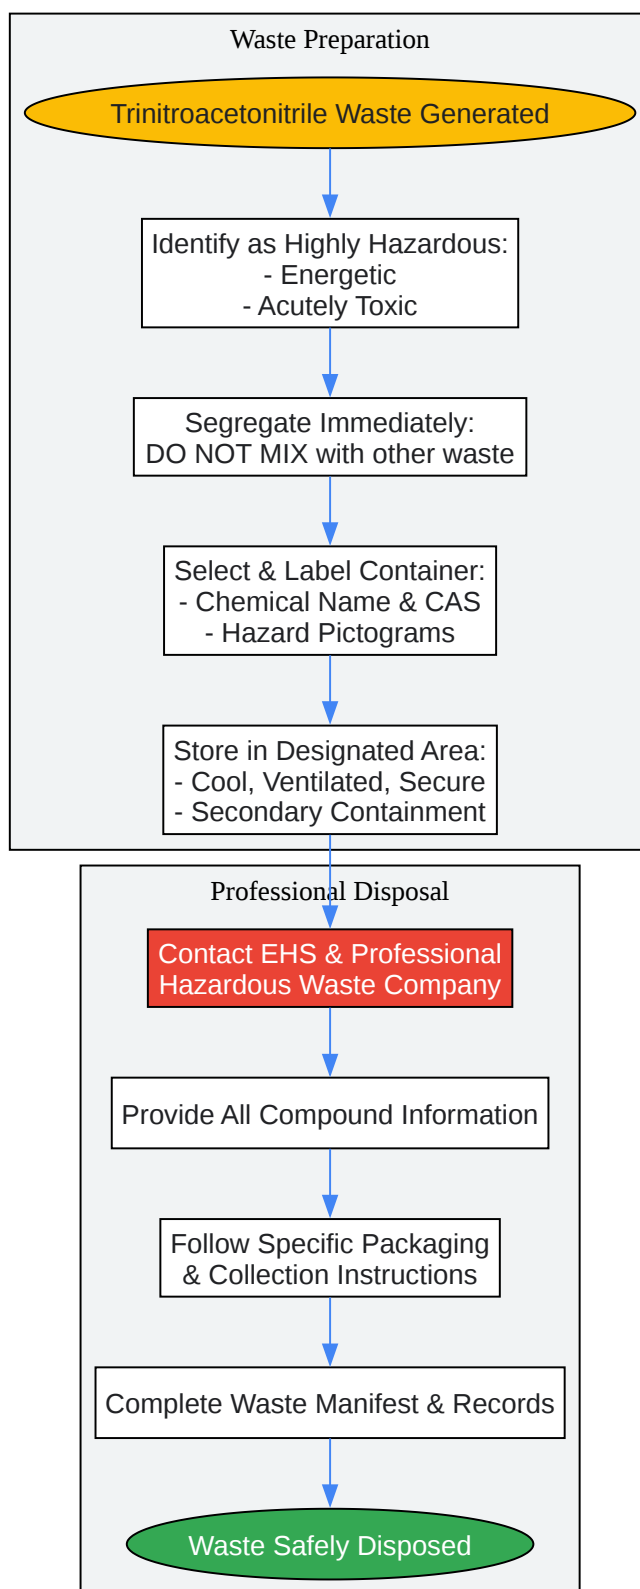 Waste Preparation
Trinitroacetonitrile Waste Generated
Identify as Highly Hazardous:
- Energetic
- Acutely Toxic
Segregate Immediately:
DO NOT MIX with other waste
Select & Label Container:
- Chemical Name & CAS
- Hazard Pictograms
Store in Designated Area:
- Cool, Ventilated, Secure
- Secondary Containment
Professional Disposal
Contact EHS & Professional
Hazardous Waste Company
Provide All Compound Information
Follow Specific Packaging
& Collection Instructions
Complete Waste Manifest & Records
Waste Safely Disposed